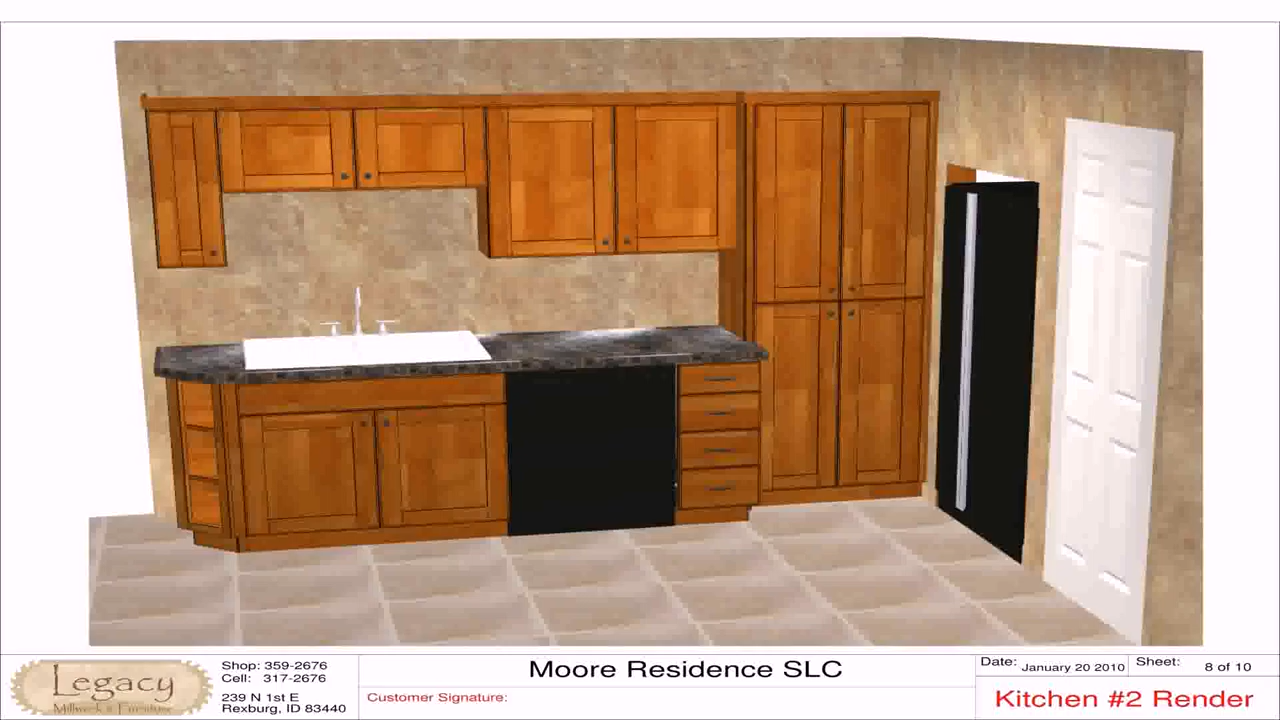 Legacy
Millwork & Furniture
Shop: 359-2676
Cell: 317-2676
239 N 1st E
Rexburg, ID 83440
Moore Residence SLC
Customer Signature:
Date: January 20 2010
Sheet: 8 of 10
Kitchen #2 Render